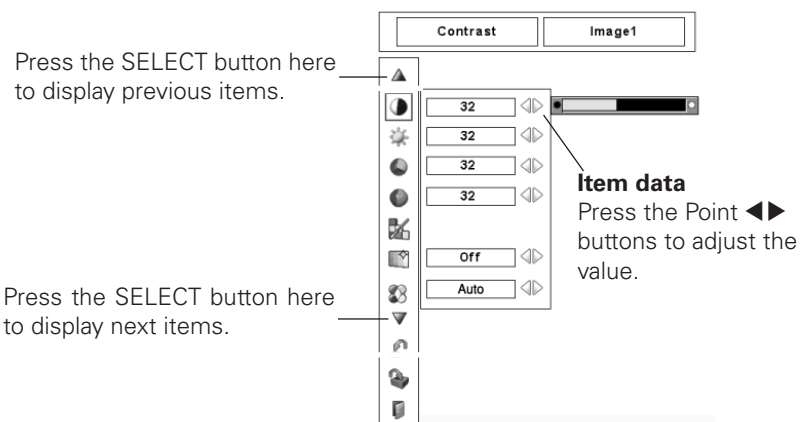 Contrast Image1
Press the SELECT button here
to display previous items.
32
32
32
32
Item data
Press the Point ◀▶
buttons to adjust the
value.
Off
Auto
Press the SELECT button here
to display next items.